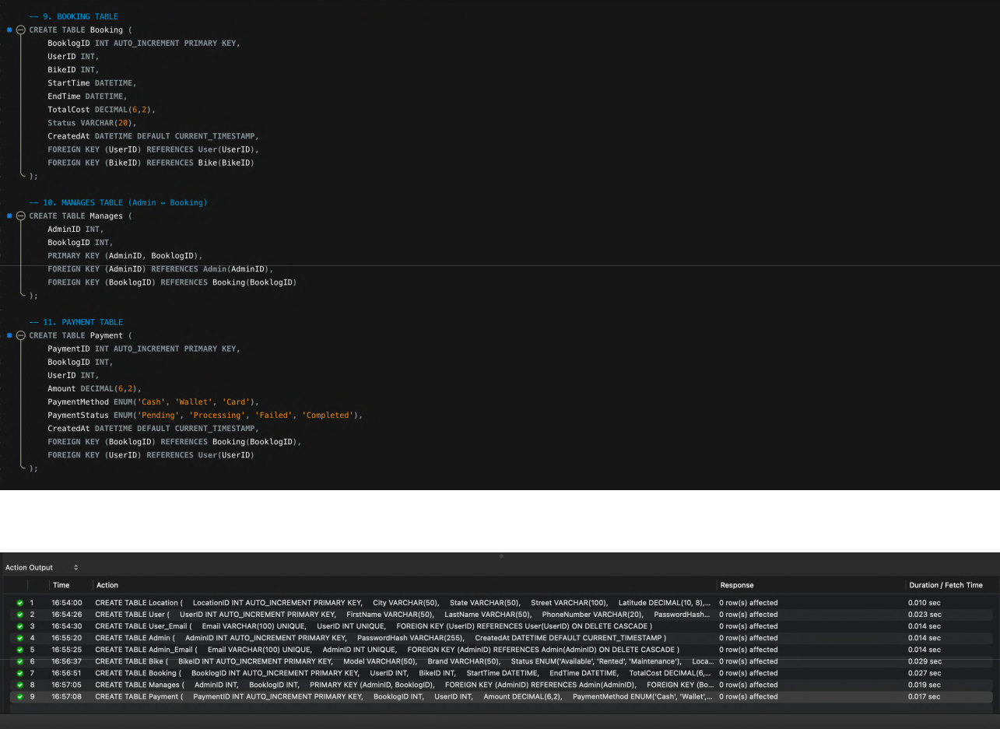 -- 9. BOOKING TABLE
CREATE TABLE Booking (
BooklogID INT AUTO_INCREMENT PRIMARY KEY,
UserID INT,
BikeID INT,
StartTime DATETIME,
EndTime DATETIME,
TotalCost DECIMAL(6,2),
Status VARCHAR(20),
CreatedAt DATETIME DEFAULT CURRENT_TIMESTAMP,
FOREIGN KEY (UserID) REFERENCES User(UserID),
FOREIGN KEY (BikeID) REFERENCES Bike(BikeID)
);
-- 10. MANAGES TABLE (Admin ↔ Booking)
CREATE TABLE Manages (
AdminID INT,
BooklogID INT,
PRIMARY KEY (AdminID, BooklogID),
FOREIGN KEY (AdminID) REFERENCES Admin(AdminID),
FOREIGN KEY (BooklogID) REFERENCES Booking(BooklogID)
);
-- 11. PAYMENT TABLE
CREATE TABLE Payment (
PaymentID INT AUTO_INCREMENT PRIMARY KEY,
BooklogID INT,
UserID INT,
Amount DECIMAL(6,2),
PaymentMethod ENUM('Cash', 'Wallet', 'Card'),
PaymentStatus ENUM('Pending', 'Processing', 'Failed', 'Completed'),
CreatedAt DATETIME DEFAULT CURRENT_TIMESTAMP,
FOREIGN KEY (BooklogID) REFERENCES Booking(BooklogID),
FOREIGN KEY (UserID) REFERENCES User(UserID)
);
Action Output
Time Action Response Duration / Fetch Time
1 16:54:00 CREATE TABLE Location ( LocationID INT AUTO_INCREMENT PRIMARY KEY, City VARCHAR(50), State VARCHAR(50), Street VARCHAR(100), Latitude DECIMAL(10, 8),... 0 row(s) affected 0.010 sec
2 16:54:26 CREATE TABLE User ( UserID INT AUTO_INCREMENT PRIMARY KEY, FirstName VARCHAR(50), LastName VARCHAR(50), PhoneNumber VARCHAR(20), PasswordHash... 0 row(s) affected 0.023 sec
3 16:54:30 CREATE TABLE User_Email ( Email VARCHAR(100) UNIQUE, UserID INT UNIQUE, FOREIGN KEY (UserID) REFERENCES User(UserID) ON DELETE CASCADE ) 0 row(s) affected 0.014 sec
4 16:55:20 CREATE TABLE Admin ( AdminID INT AUTO_INCREMENT PRIMARY KEY, PasswordHash VARCHAR(255), CreatedAt DATETIME DEFAULT CURRENT_TIMESTAMP ) 0 row(s) affected 0.014 sec
5 16:55:25 CREATE TABLE Admin_Email ( Email VARCHAR(100) UNIQUE, AdminID INT UNIQUE, FOREIGN KEY (AdminID) REFERENCES Admin(AdminID) ON DELETE CASCADE ) 0 row(s) affected 0.014 sec
6 16:56:37 CREATE TABLE Bike ( BikeID INT AUTO_INCREMENT PRIMARY KEY, Model VARCHAR(50), Brand VARCHAR(50), Status ENUM('Available', 'Rented', 'Maintenance'), Loca... 0 row(s) affected 0.029 sec
7 16:56:51 CREATE TABLE Booking ( BooklogID INT AUTO_INCREMENT PRIMARY KEY, UserID INT, BikeID INT, StartTime DATETIME, EndTime DATETIME, TotalCost DECIMAL(6,... 0 row(s) affected 0.027 sec
8 16:57:05 CREATE TABLE Manages ( AdminID INT, BooklogID INT, PRIMARY KEY (AdminID, BooklogID), FOREIGN KEY (AdminID) REFERENCES Admin(AdminID), FOREIGN KEY (Bo... 0 row(s) affected 0.019 sec
9 16:57:08 CREATE TABLE Payment ( PaymentID INT AUTO_INCREMENT PRIMARY KEY, BooklogID INT, UserID INT, Amount DECIMAL(6,2), PaymentMethod ENUM('Cash', 'Wallet',... 0 row(s) affected 0.017 sec